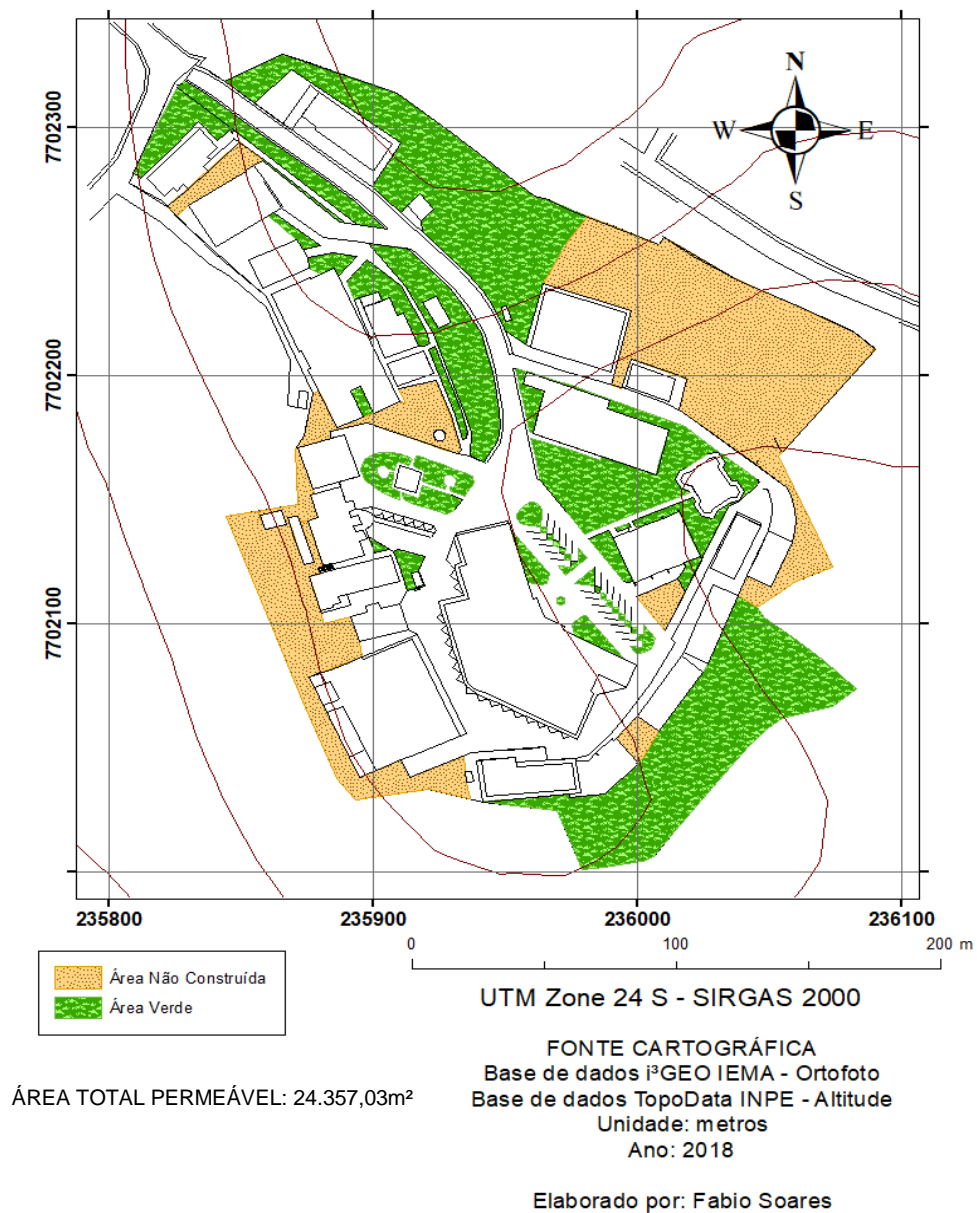 N
W E
S
7702300
7702200
7702100
235800 235900 236000 236100
0 100 200 m
Área Não Construída
Área Verde
UTM Zone 24 S - SIRGAS 2000
FONTE CARTOGRÁFICA
Base de dados i³GEO IEMA - Ortofoto
ÁREA TOTAL PERMEÁVEL: 24.357,03m²
Base de dados TopoData INPE - Altitude
Unidade: metros
Ano: 2018
Elaborado por: Fabio Soares